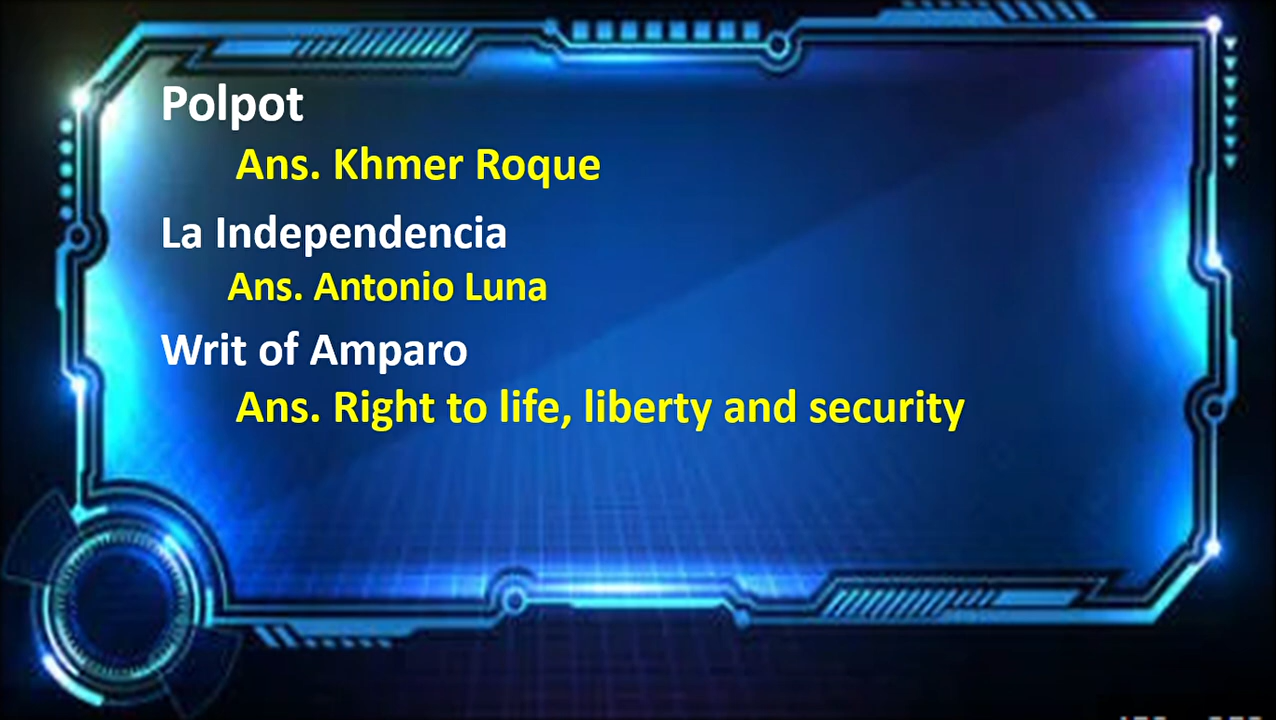 Polpot
Ans. Khmer Roque
La Independencia
Ans. Antonio Luna
Writ of Amparo
Ans. Right to life, liberty and security